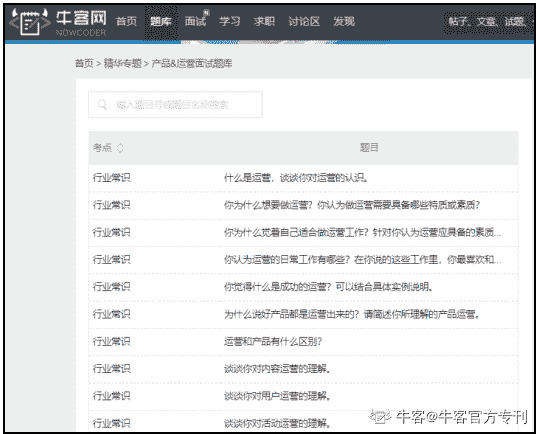 牛客网
NOWCODER
首页 题库 面试 学习 求职 讨论区 发现
帖子、文章、试题、
首页 > 精华专题 > 产品&运营面试题库
输入题目号或题目名称搜索
考点 题目
行业常识 什么是运营，谈谈你对运营的认识。
行业常识 你为什么想要做运营？你认为做运营需要具备哪些特质或素质？
行业常识 你为什么觉着自己适合做运营工作？针对你认为运营应具备的素质...
行业常识 你认为运营的日常工作有哪些？在你说的这些工作里，你最喜欢和...
行业常识 你觉得什么是成功的运营？可以结合具体实例说明。
行业常识 为什么说好产品都是运营出来的？请简述你所理解的产品运营。
行业常识 运营和产品有什么区别？
行业常识 谈谈你对内容运营的理解。
行业常识 谈谈你对用户运营的理解。
行业常识 谈谈你对活动运营的理解。
牛客@牛客官方专刊